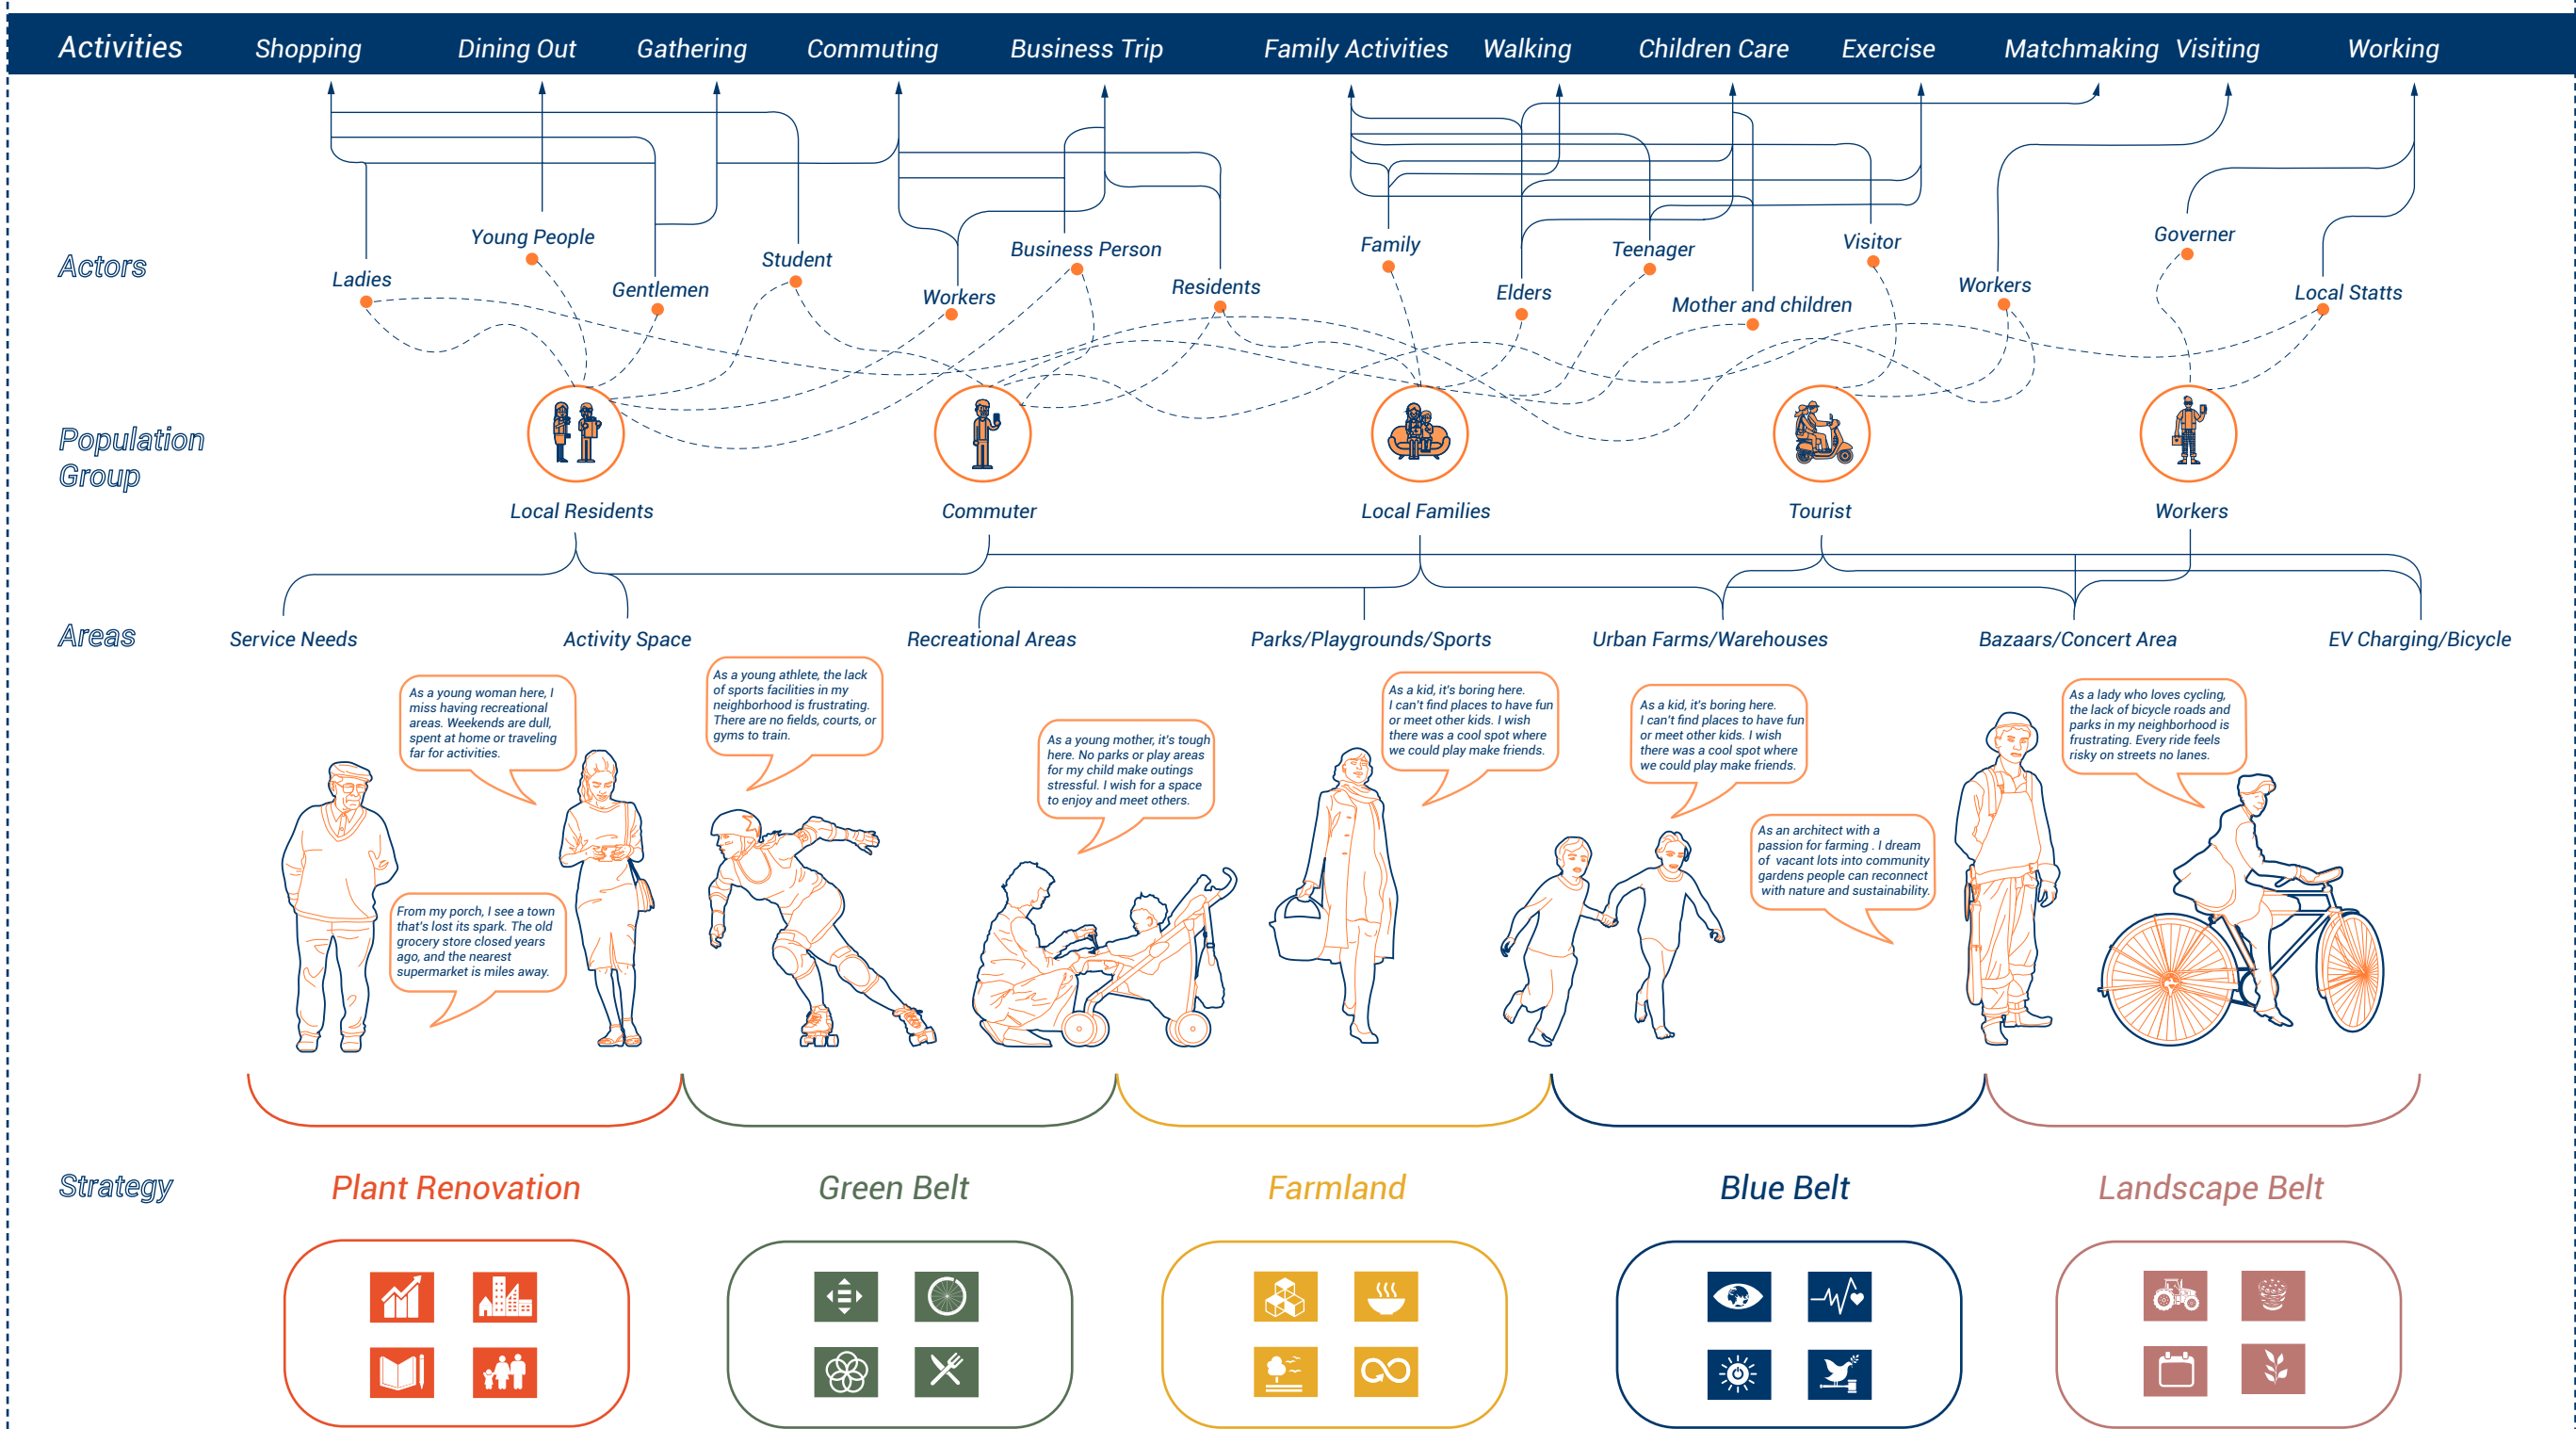 Activities
Shopping
Dining Out
Gathering
Commuting
Business Trip
Family Activities
Walking
Children Care
Exercise
Matchmaking
Visiting
Working
Actors
Ladies
Young People
Gentlemen
Student
Workers
Business Person
Residents
Family
Elders
Teenager
Mother and children
Visitor
Workers
Governer
Local Statts
Population
Group
Local Residents
Commuter
Local Families
Tourist
Workers
Areas
Service Needs
Activity Space
Recreational Areas
Parks/Playgrounds/Sports
Urban Farms/Warehouses
Bazaars/Concert Area
EV Charging/Bicycle
As a young woman here, I
miss having recreational
areas. Weekends are dull,
spent at home or traveling
far for activities.
From my porch, I see a town
that's lost its spark. The old
grocery store closed years
ago, and the nearest
supermarket is miles away.
As a young athlete, the lack
of sports facilities in my
neighborhood is frustrating.
There are no fields, courts, or
gyms to train.
As a young mother, it's tough
here. No parks or play areas
for my child make outings
stressful. I wish for a space
to enjoy and meet others.
As a kid, it's boring here.
I can't find places to have fun
or meet other kids. I wish
there was a cool spot where
we could play make friends.
As a kid, it's boring here.
I can't find places to have fun
or meet other kids. I wish
there was a cool spot where
we could play make friends.
As an architect with a
passion for farming . I dream
of vacant lots into community
gardens people can reconnect
with nature and sustainability.
As a lady who loves cycling,
the lack of bicycle roads and
parks in my neighborhood is
frustrating. Every ride feels
risky on streets no lanes.
Strategy
Plant Renovation
Green Belt
Farmland
Blue Belt
Landscape Belt